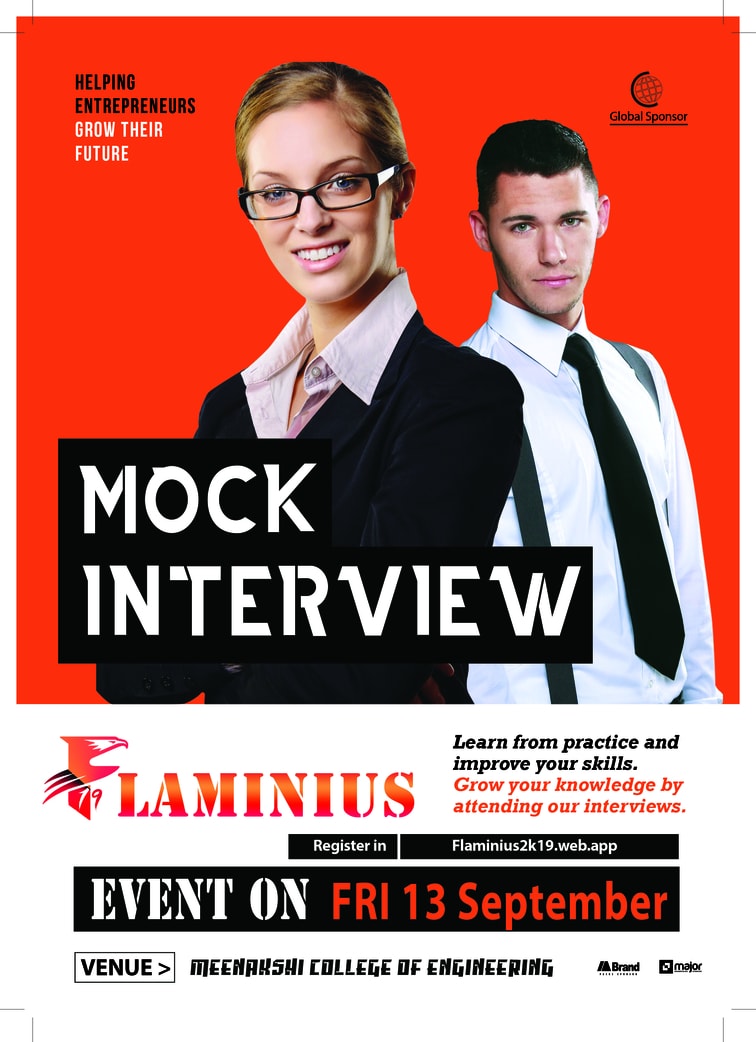 HELPING
ENTREPRENEURS
GROW THEIR
FUTURE
Global Sponsor
MOCK
INTERVIEW
FLAMINIUS
19
Learn from practice and
improve your skills.
Grow your knowledge by
attending our interviews.
Register in Flaminius2k19.web.app
EVENT ON FRI 13 September
VENUE > MEENAKSHI COLLEGE OF ENGINEERING
Brand
major